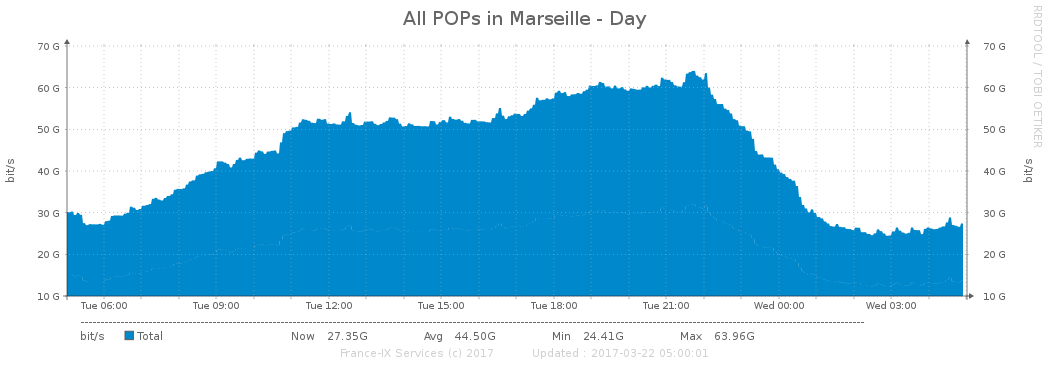 All POPs in Marseille - Day
RRDTOOL / TOBI OETIKER
70 G 70 G
60 G 60 G
50 G 50 G
40 G 40 G
30 G 30 G
20 G 20 G
10 G 10 G
bit/s bit/s
Tue 06:00 Tue 09:00 Tue 12:00 Tue 15:00 Tue 18:00 Tue 21:00 Wed 00:00 Wed 03:00
bit/s Total Now 27.35G Avg 44.50G Min 24.41G Max 63.96G
France-IX Services (c) 2017 Updated : 2017-03-22 05:00:01